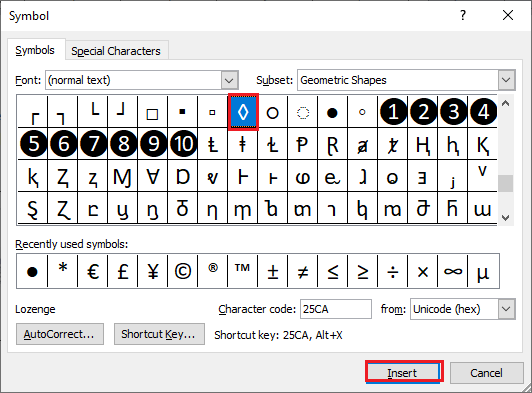 Symbol
Symbols Special Characters
Font: (normal text) Subset: Geometric Shapes
┌ ┐ └ ┘ □ ▪ ▫ ◊ ○ ◌ ● ◦ ❶ ❷ ❸ ❹
❺ ❻ ❼ ❽ ❾ ❿ Ⱡ ⱡ Ɫ Ᵽ Ɽ ⱥ ⱦ Ⱨ ⱨ Ⱪ
ⱪ Ⱬ ⱬ Ɱ Ɐ Ɒ ⱴ Ⱶ ⱶ ⱷ ⱸ ⱹ ⱺ ⱻ ⱼ ⱽ
Ȿ Ɀ
Recently used symbols:
● * € £ ¥ © ® ™ ± ≠ ≤ ≥ ÷ × ∞ µ
Lozenge Character code: 25CA from: Unicode (hex)
AutoCorrect... Shortcut Key... Shortcut key: 25CA, Alt+X
Insert Cancel